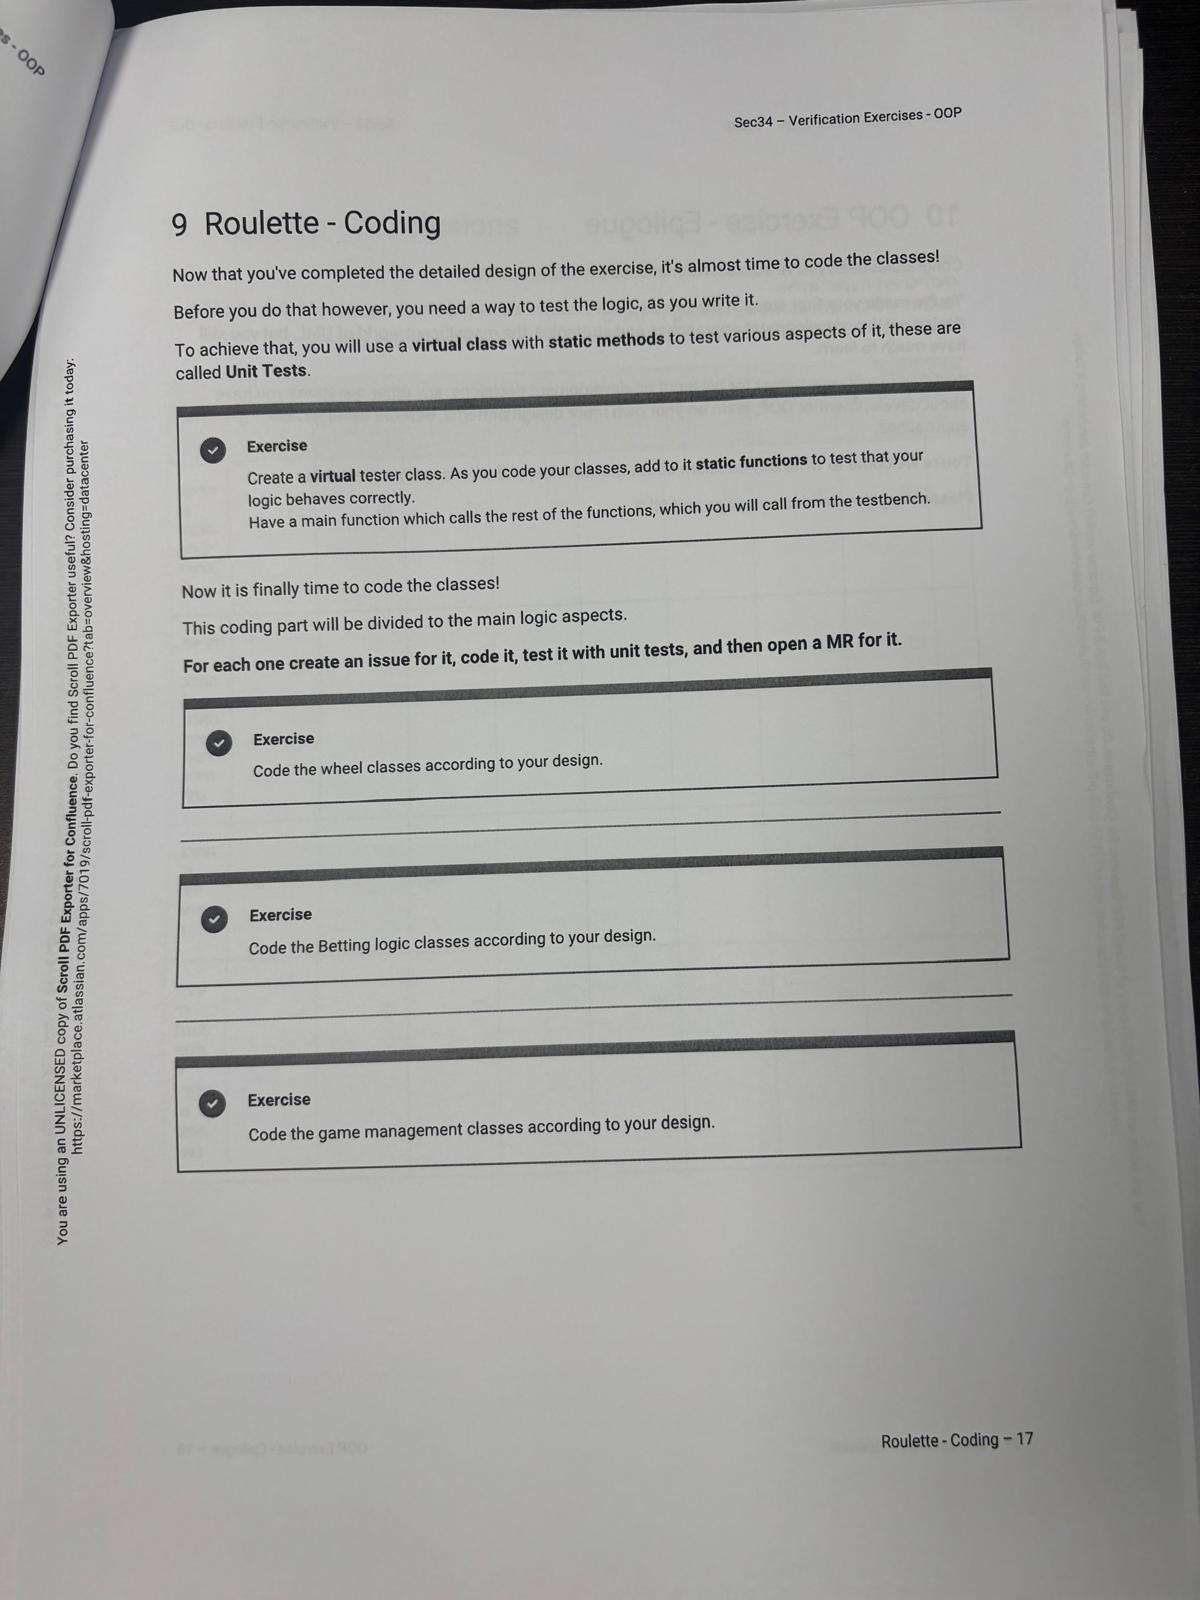 es - OOP
Sec34 – Verification Exercises - OOP
9 Roulette - Coding
Now that you've completed the detailed design of the exercise, it's almost time to code the classes!
Before you do that however, you need a way to test the logic, as you write it.
To achieve that, you will use a virtual class with static methods to test various aspects of it, these are
called Unit Tests.
Exercise
Create a virtual tester class. As you code your classes, add to it static functions to test that your
logic behaves correctly.
Have a main function which calls the rest of the functions, which you will call from the testbench.
Now it is finally time to code the classes!
This coding part will be divided to the main logic aspects.
For each one create an issue for it, code it, test it with unit tests, and then open a MR for it.
Exercise
Code the wheel classes according to your design.
Exercise
Code the Betting logic classes according to your design.
Exercise
Code the game management classes according to your design.
Roulette - Coding – 17
You are using an UNLICENSED copy of Scroll PDF Exporter for Confluence. Do you find Scroll PDF Exporter useful? Consider purchasing it today:
https://marketplace.atlassian.com/apps/7019/scroll-pdf-exporter-for-confluence?tab=overview&hosting=datacenter